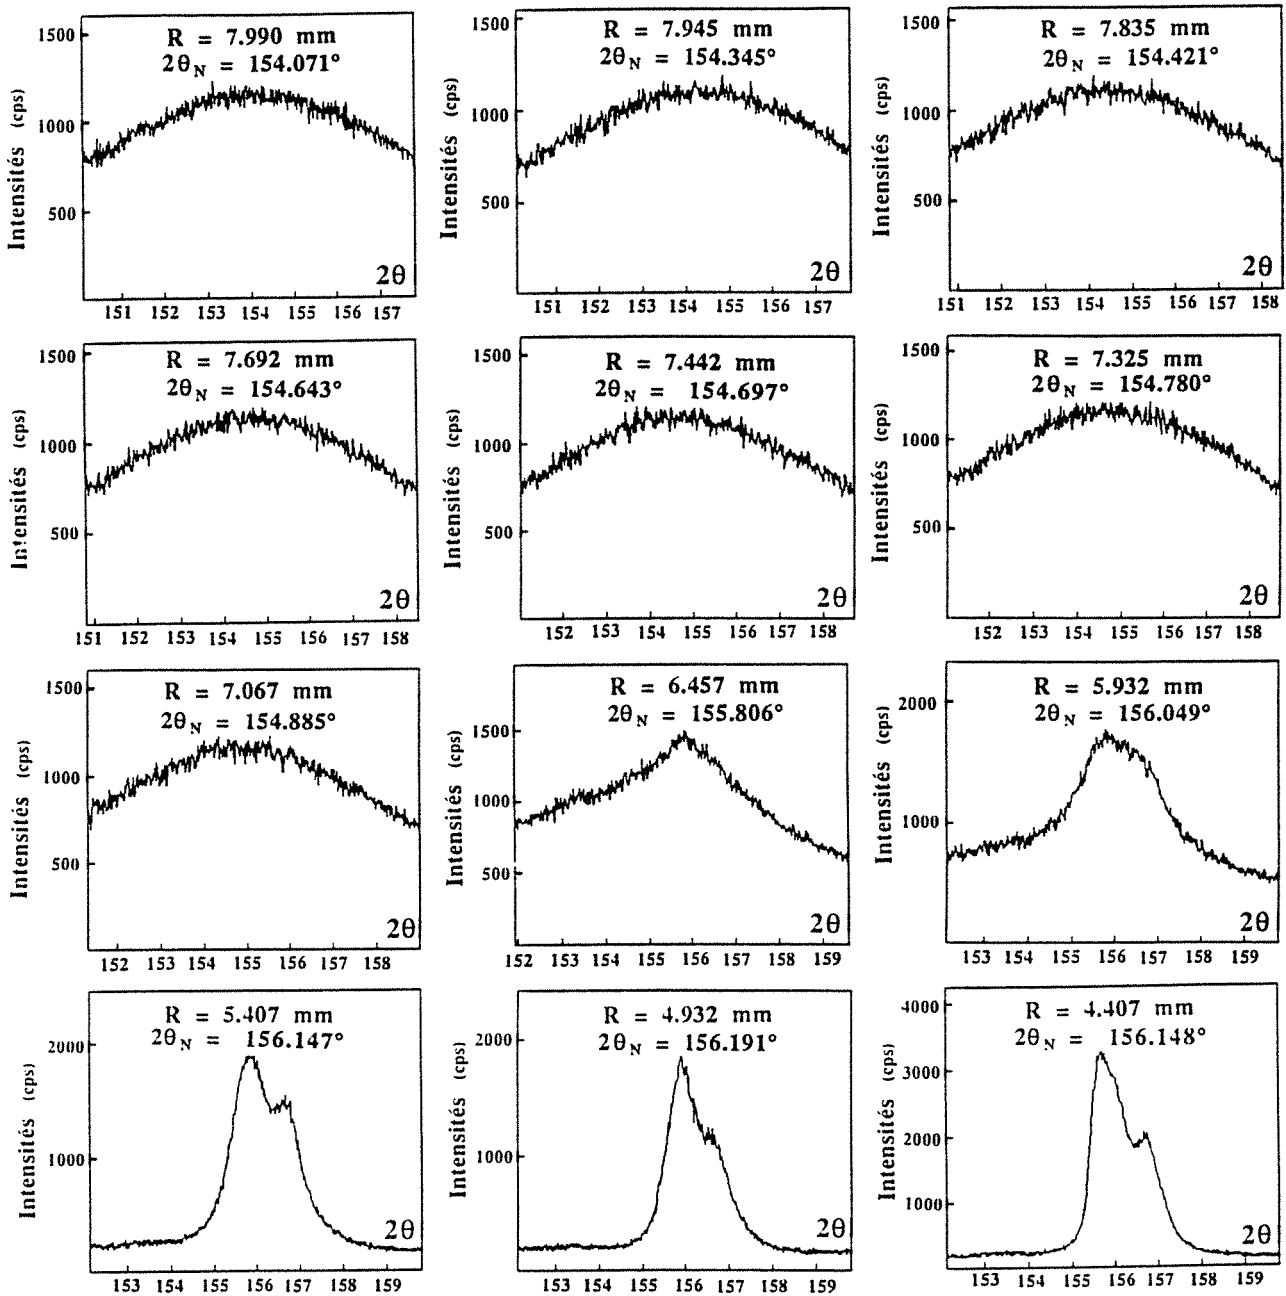 R = 7.990 mm
2θN = 154.071°
Intensités (cps)
1500
1000
500
2θ
151 152 153 154 155 156 157
R = 7.945 mm
2θN = 154.345°
Intensités (cps)
1500
1000
500
2θ
151 152 153 154 155 156 157
R = 7.835 mm
2θN = 154.421°
Intensités (cps)
1500
1000
500
2θ
151 152 153 154 155 156 157 158
R = 7.692 mm
2θN = 154.643°
Intensités (cps)
1500
1000
500
2θ
151 152 153 154 155 156 157 158
R = 7.442 mm
2θN = 154.697°
Intensités (cps)
1500
1000
500
2θ
152 153 154 155 156 157 158
R = 7.325 mm
2θN = 154.780°
Intensités (cps)
1500
1000
500
2θ
152 153 154 155 156 157 158
R = 7.067 mm
2θN = 154.885°
Intensités (cps)
1500
1000
500
2θ
152 153 154 155 156 157 158
R = 6.457 mm
2θN = 155.806°
Intensités (cps)
1500
1000
500
2θ
152 153 154 155 156 157 158 159
R = 5.932 mm
2θN = 156.049°
Intensités (cps)
2000
1000
2θ
153 154 155 156 157 158 159
R = 5.407 mm
2θN = 156.147°
Intensités (cps)
2000
1000
2θ
153 154 155 156 157 158 159
R = 4.932 mm
2θN = 156.191°
Intensités (cps)
2000
1000
2θ
153 154 155 156 157 158 159
R = 4.407 mm
2θN = 156.148°
Intensités (cps)
4000
3000
2000
1000
2θ
153 154 155 156 157 158 159